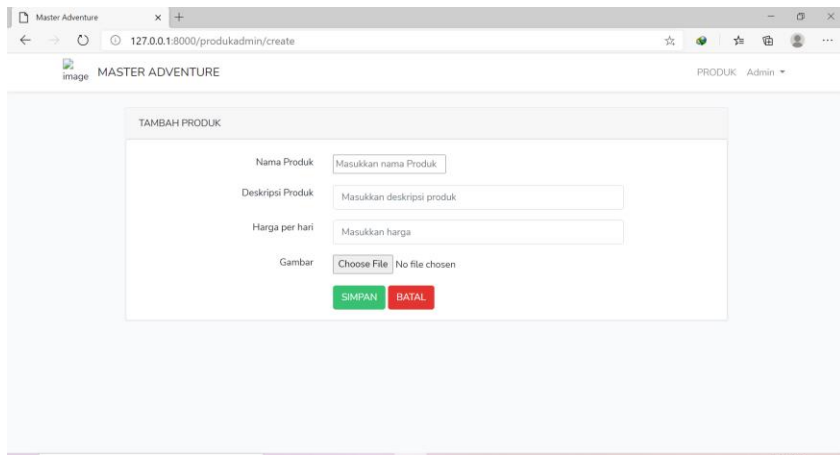 Master Adventure
127.0.0.1:8000/produkadmin/create
image MASTER ADVENTURE PRODUK Admin
TAMBAH PRODUK
Nama Produk Masukkan nama Produk
Deskripsi Produk Masukkan deskripsi produk
Harga per hari Masukkan harga
Gambar Choose File No file chosen
SIMPAN BATAL